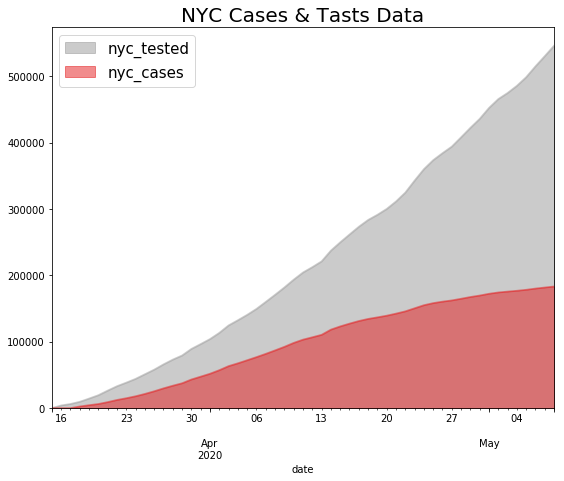 NYC Cases & Tasts Data
nyc_tested
nyc_cases
500000
400000
300000
200000
100000
0
16 23 30 06 13 20 27 04
Apr May
2020
date